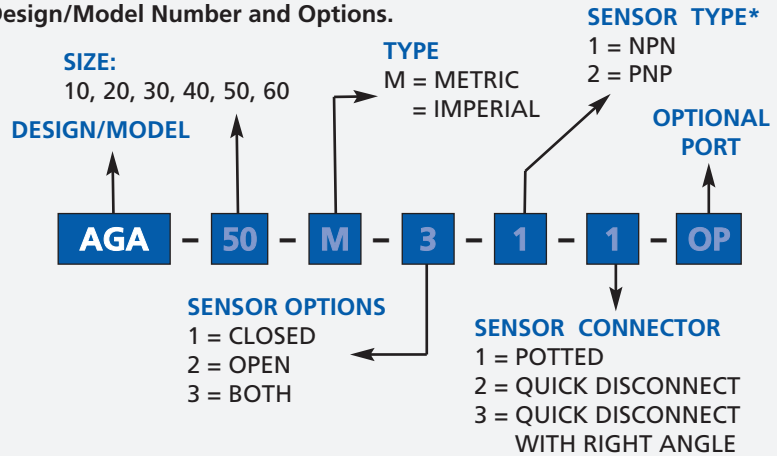 Design/Model Number and Options.
SIZE:
10, 20, 30, 40, 50, 60
DESIGN/MODEL
TYPE
M = METRIC
= IMPERIAL
SENSOR TYPE*
1 = NPN
2 = PNP
OPTIONAL
PORT
AGA - 50 - M - 3 - 1 - 1 - OP
SENSOR OPTIONS
1 = CLOSED
2 = OPEN
3 = BOTH
SENSOR CONNECTOR
1 = POTTED
2 = QUICK DISCONNECT
3 = QUICK DISCONNECT
WITH RIGHT ANGLE